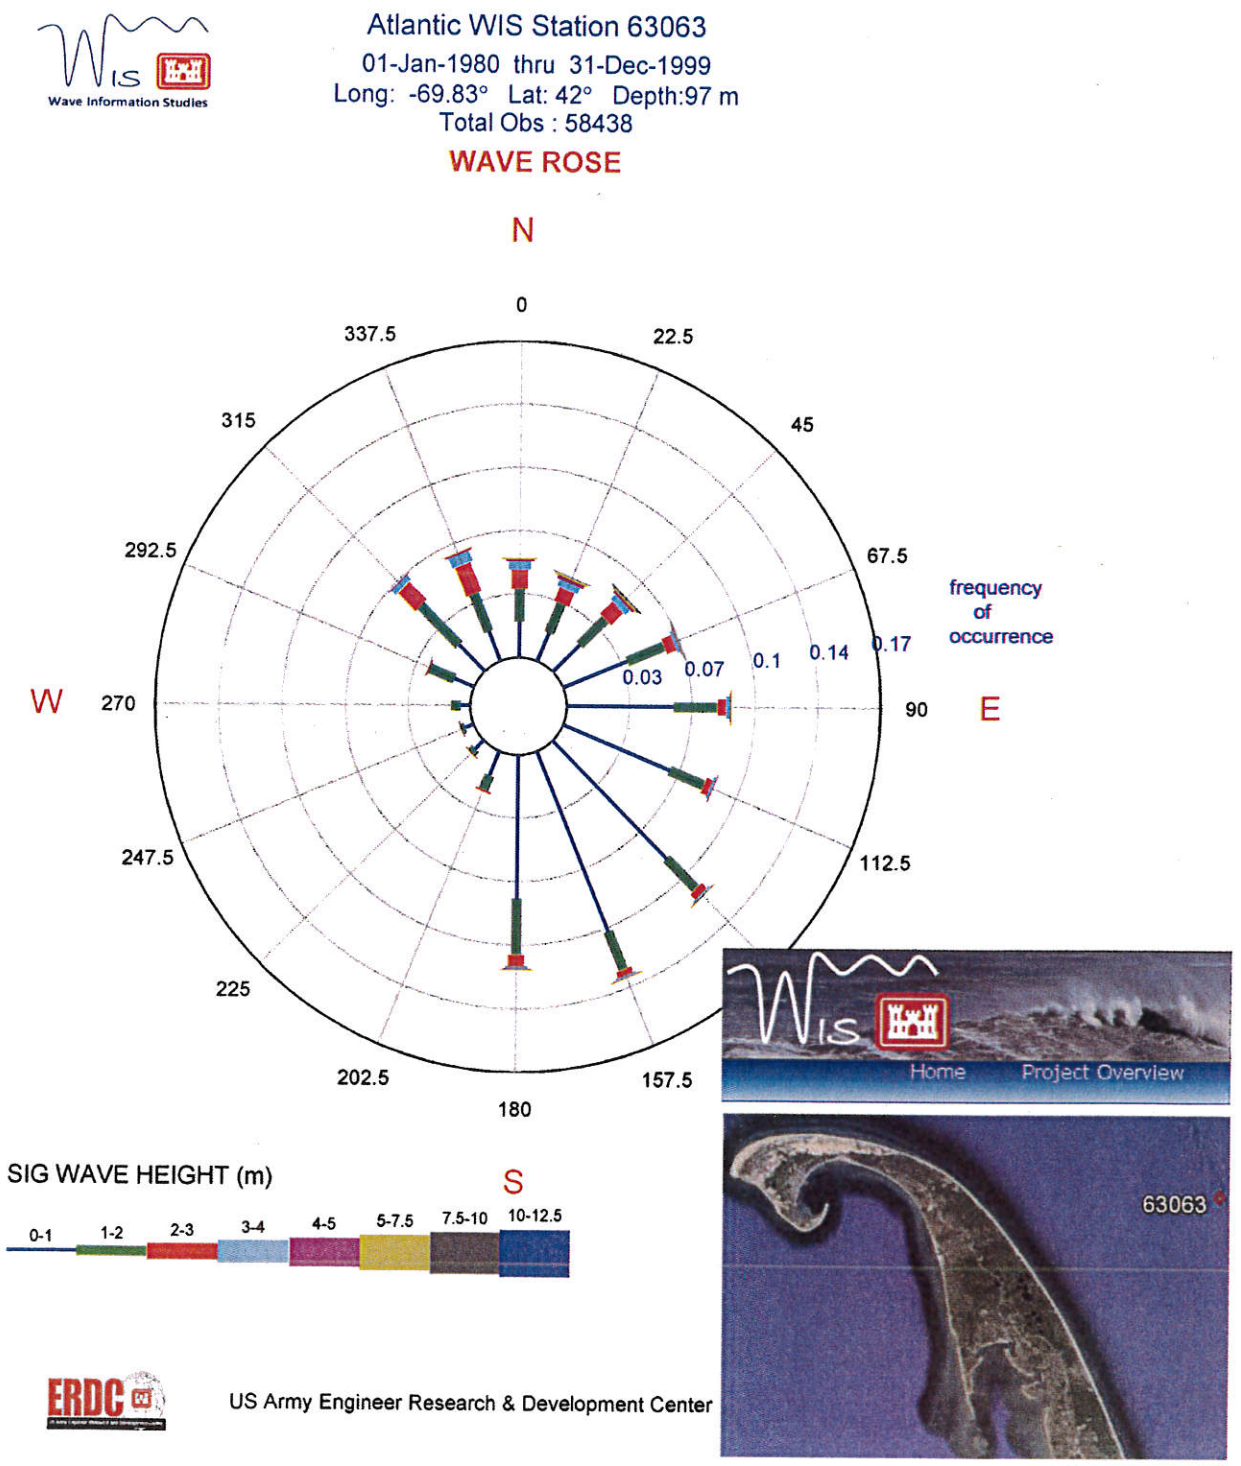 WIS
Wave Information Studies
Atlantic WIS Station 63063
01-Jan-1980 thru 31-Dec-1999
Long: -69.83° Lat: 42° Depth:97 m
Total Obs : 58438
WAVE ROSE
N
0
337.5
22.5
315
45
292.5
67.5
frequency
of
occurrence
0.03
0.07
0.1
0.14
0.17
W
270
90
E
247.5
112.5
225
202.5
157.5
180
S
WIS
Home Project Overview
63063
SIG WAVE HEIGHT (m)
0-1
1-2
2-3
3-4
4-5
5-7.5
7.5-10
10-12.5
ERDC
US Army Engineer Research & Development Center